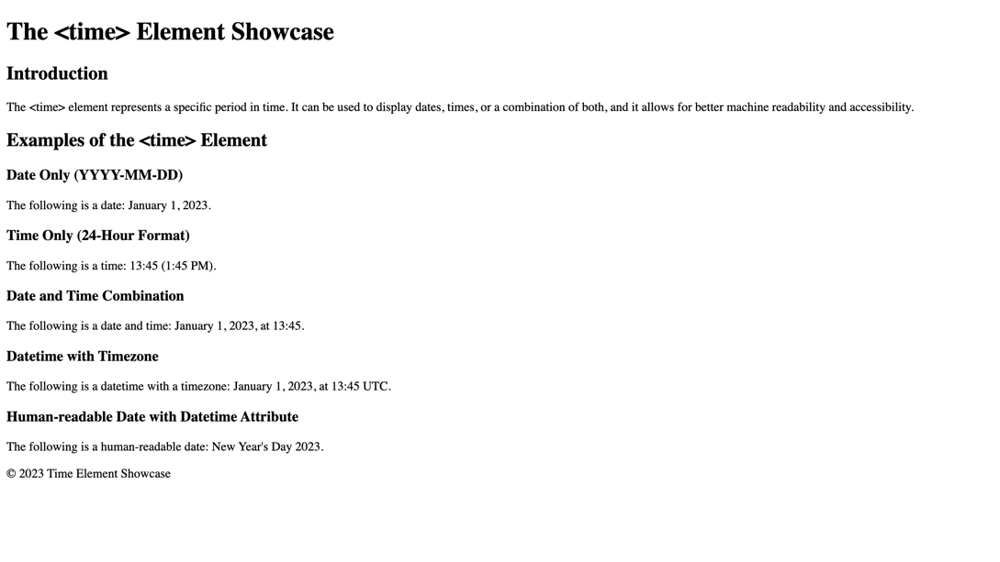 The <time> Element Showcase
Introduction
The <time> element represents a specific period in time. It can be used to display dates, times, or a combination of both, and it allows for better machine readability and accessibility.
Examples of the <time> Element
Date Only (YYYY-MM-DD)
The following is a date: January 1, 2023.
Time Only (24-Hour Format)
The following is a time: 13:45 (1:45 PM).
Date and Time Combination
The following is a date and time: January 1, 2023, at 13:45.
Datetime with Timezone
The following is a datetime with a timezone: January 1, 2023, at 13:45 UTC.
Human-readable Date with Datetime Attribute
The following is a human-readable date: New Year's Day 2023.
© 2023 Time Element Showcase